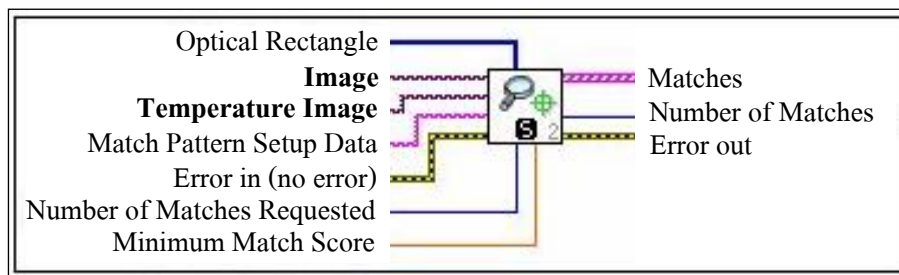 Optical Rectangle
Image
Temperature Image
Match Pattern Setup Data
Error in (no error)
Number of Matches Requested
Minimum Match Score
S 2
Matches
Number of Matches
Error out